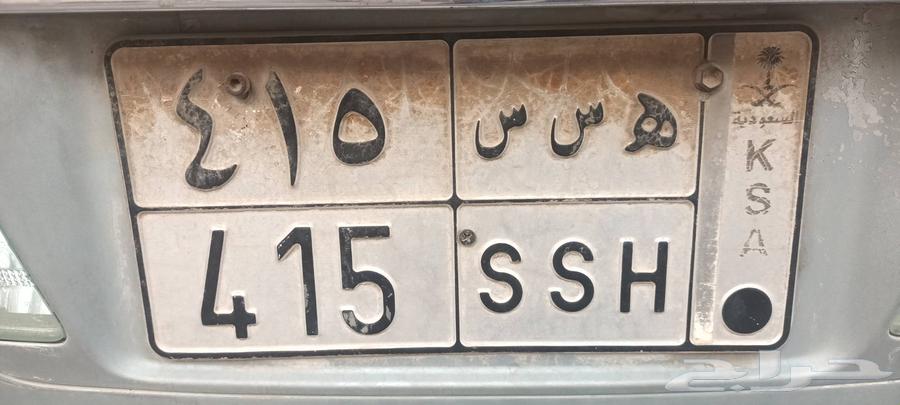 ٤١٥ هـ س س
415 SSH
السعودية
K
S
A
حراج